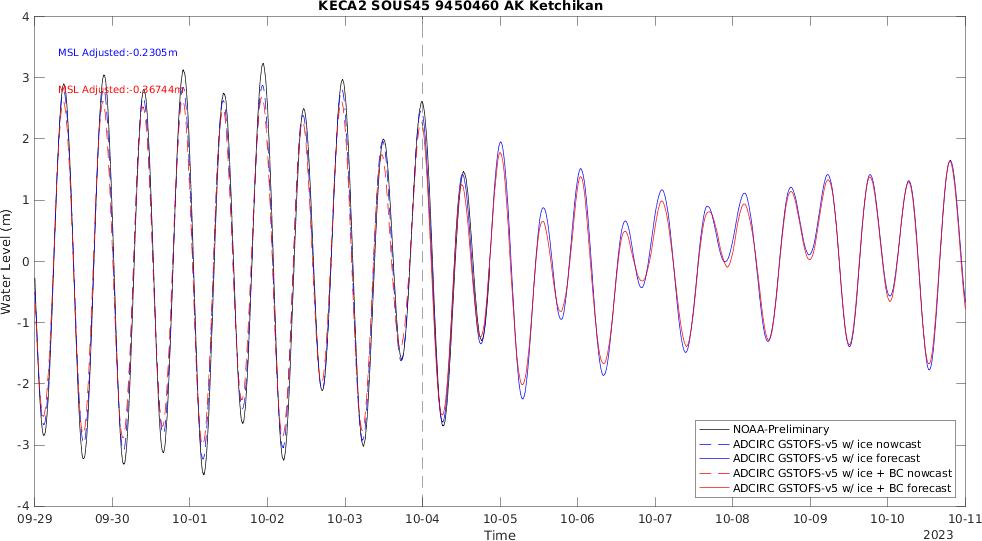 KECA2 SOUS45 9450460 AK Ketchikan
4
MSL Adjusted:-0.2305m
3
MSL Adjusted:-0.36744m
2
1
0
-1
-2
-3
-4
Water Level (m)
NOAA-Preliminary
ADCIRC GSTOFS-v5 w/ ice nowcast
ADCIRC GSTOFS-v5 w/ ice forecast
ADCIRC GSTOFS-v5 w/ ice + BC nowcast
ADCIRC GSTOFS-v5 w/ ice + BC forecast
09-29 09-30 10-01 10-02 10-03 10-04 10-05 10-06 10-07 10-08 10-09 10-10 10-11
Time
2023